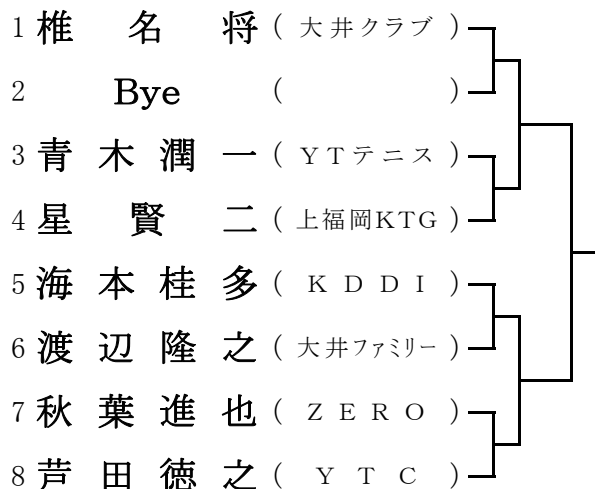 1 椎名 将 ( 大井クラブ )
2 Bye ( )
3 青木潤一 ( YTテニス )
4 星 賢二 ( 上福岡KTG )
5 海本桂多 ( KDDI )
6 渡辺隆之 ( 大井ファミリー )
7 秋葉進也 ( ZERO )
8 芦田徳之 ( YTC )